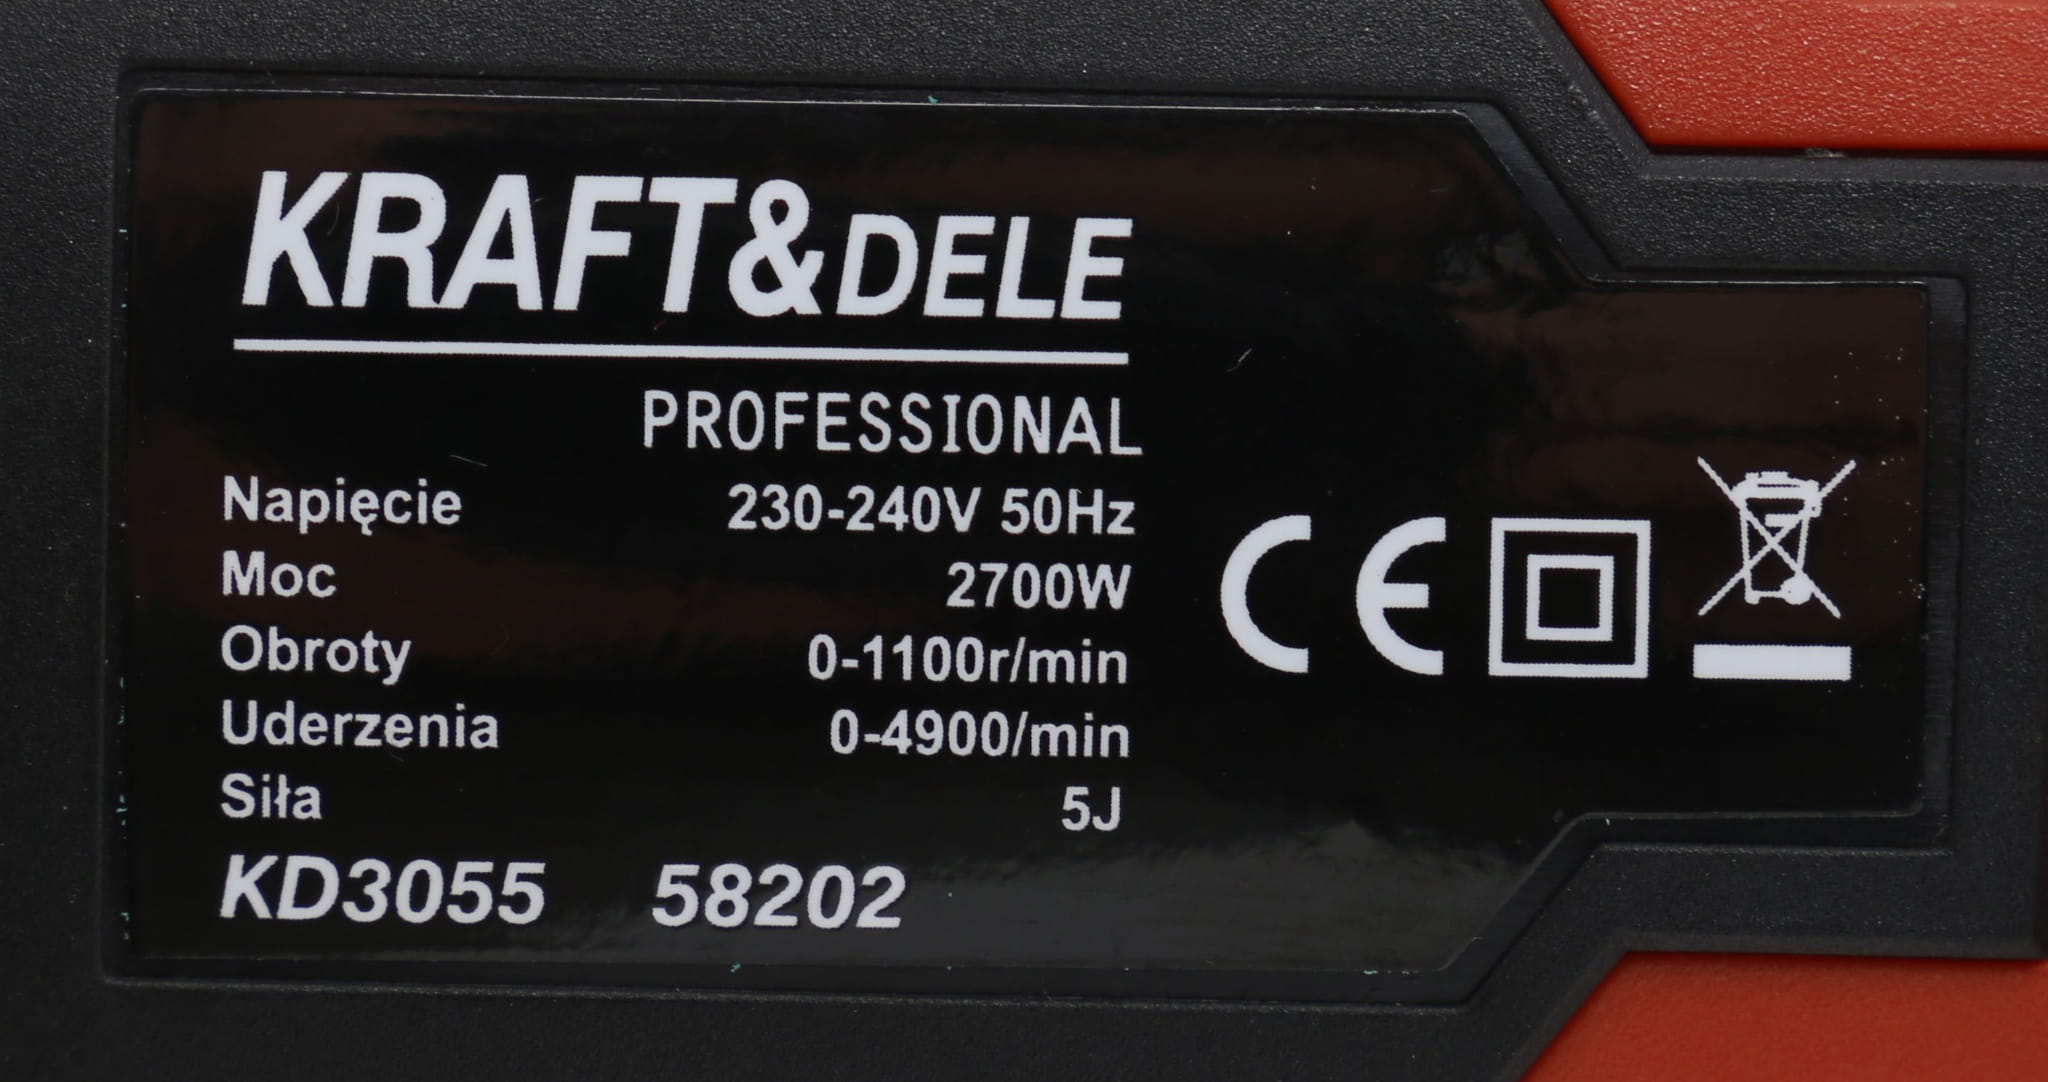 KRAFT&DELE
PROFESSIONAL
Napięcie 230-240V 50Hz
Moc 2700W
Obroty 0-1100r/min
Uderzenia 0-4900/min
Siła 5J
KD3055 58202
CE